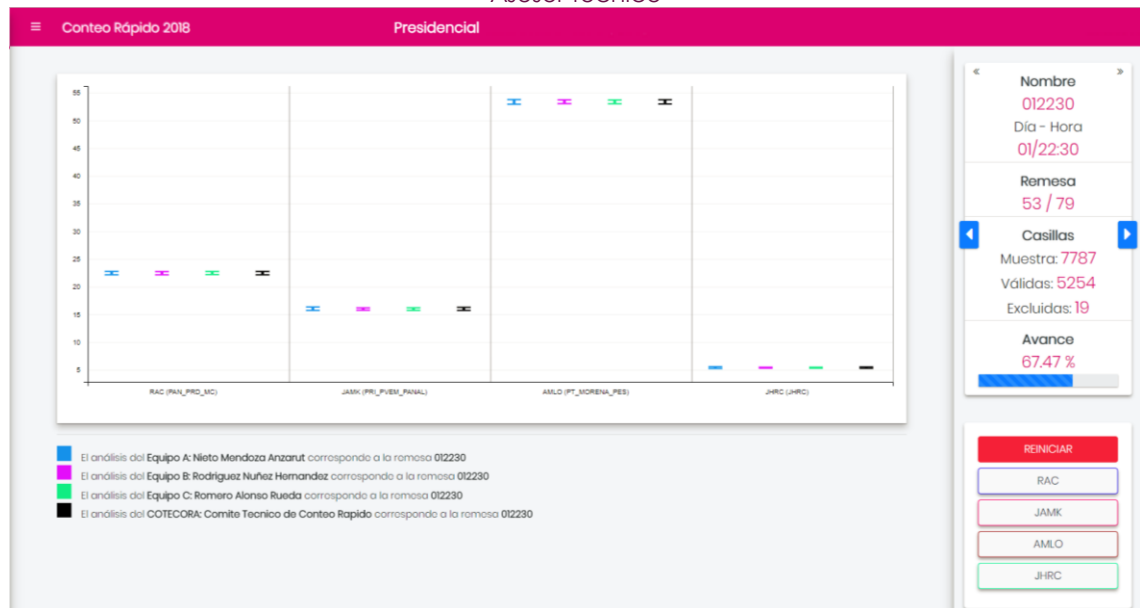 Asesor Técnico
Conteo Rápido 2018
Presidencial
55
50
45
40
35
30
25
20
15
10
5
RAC (PAN_PRD_MC)
JAMK (PRI_PVEM_PANAL)
AMLO (PT_MORENA_PES)
JHRC (JHRC)
El análisis del Equipo A: Nieto Mendoza Anzarut corresponde a la remesa 012230
El análisis del Equipo B: Rodriguez Nuñez Hernandez corresponde a la remesa 012230
El análisis del Equipo C: Romero Alonso Rueda corresponde a la remesa 012230
El análisis del COTECORA: Comite Tecnico de Conteo Rapido corresponde a la remesa 012230
« Nombre »
012230
Día - Hora
01/22:30
Remesa
53 / 79
Casillas
Muestra: 7787
Válidas: 5254
Excluidas: 19
Avance
67.47 %
REINICIAR
RAC
JAMK
AMLO
JHRC